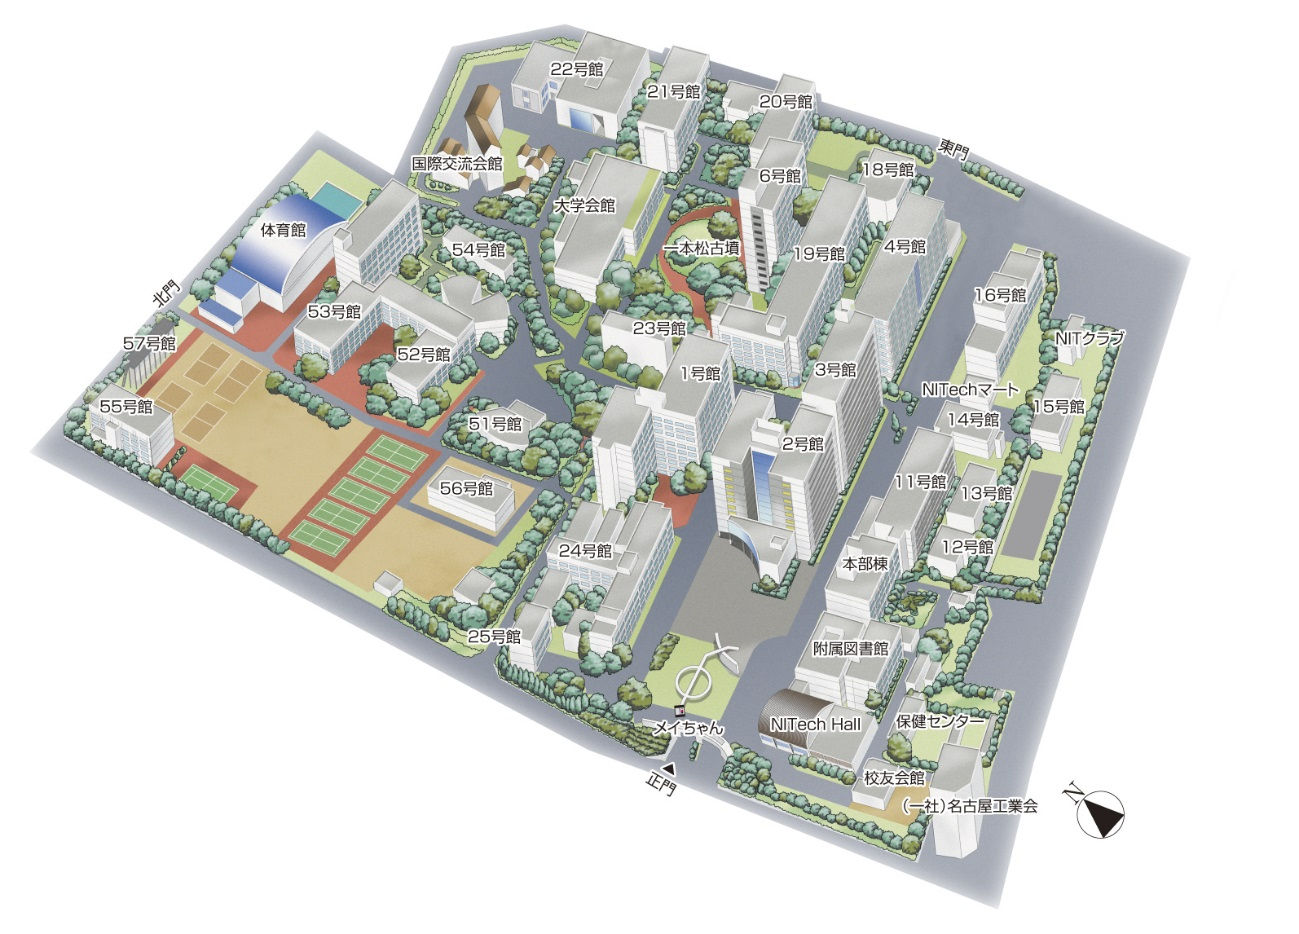 22号館
21号館
20号館
東門
国際交流会館
6号館
18号館
大学会館
体育館
54号館
一本松古墳
19号館
4号館
北門
16号館
53号館
23号館
57号館
52号館
NITクラブ
1号館
3号館
NITechマート
55号館
15号館
51号館
14号館
2号館
56号館
11号館
13号館
24号館
12号館
本部棟
25号館
附属図書館
メイちゃん
NITech Hall
保健センター
正門
校友会館
(一社)名古屋工業会
N